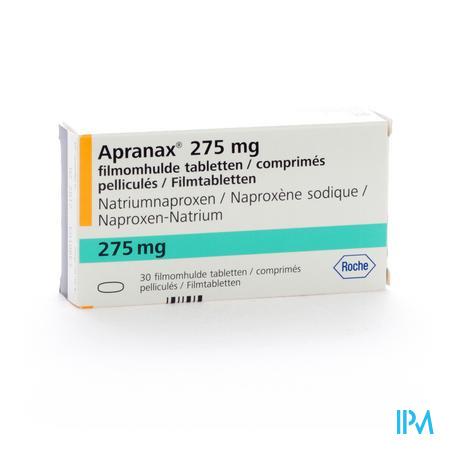 Apranax® 275 mg
filmomhulde tabletten / comprimés
pelliculés / Filmtabletten
Natriumnaproxen / Naproxène sodique /
Naproxen-Natrium
275 mg
30 filmomhulde tabletten / comprimés
pelliculés / Filmtabletten
Roche
IPM